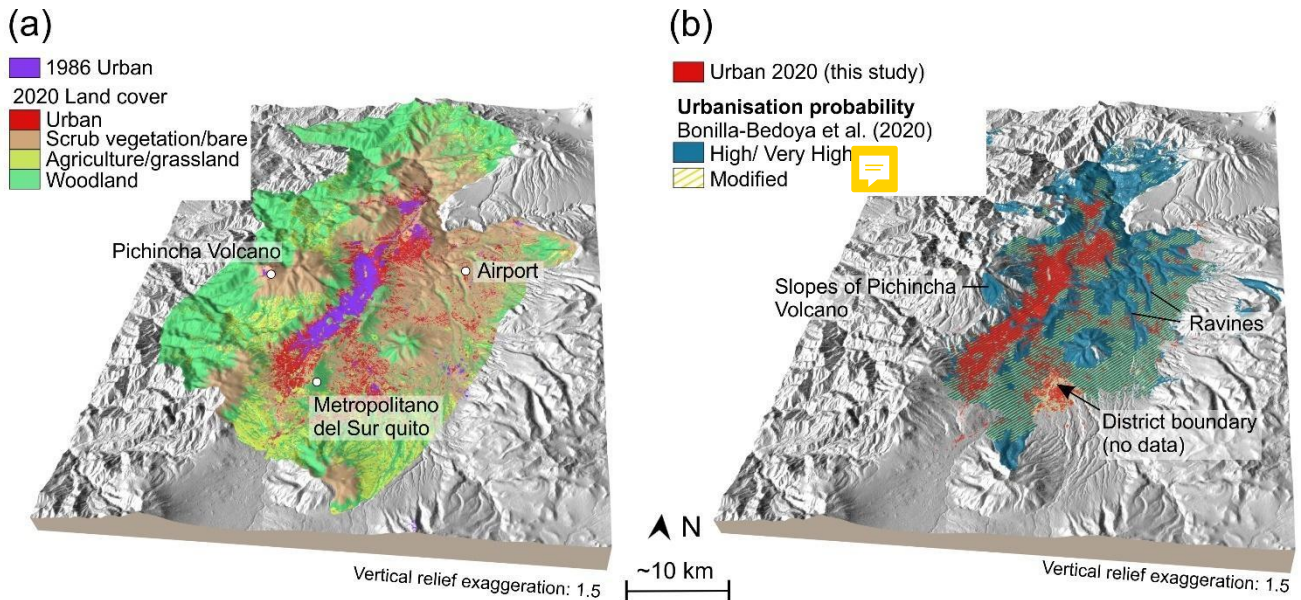 (a)
1986 Urban
2020 Land cover
Urban
Scrub vegetation/bare
Agriculture/grassland
Woodland
Pichincha Volcano
Airport
Metropolitano
del Sur quito
Vertical relief exaggeration: 1.5
N
~10 km
(b)
Urban 2020 (this study)
Urbanisation probability
Bonilla-Bedoya et al. (2020)
High/ Very High
Modified
Slopes of Pichincha
Volcano
Ravines
District boundary
(no data)
Vertical relief exaggeration: 1.5